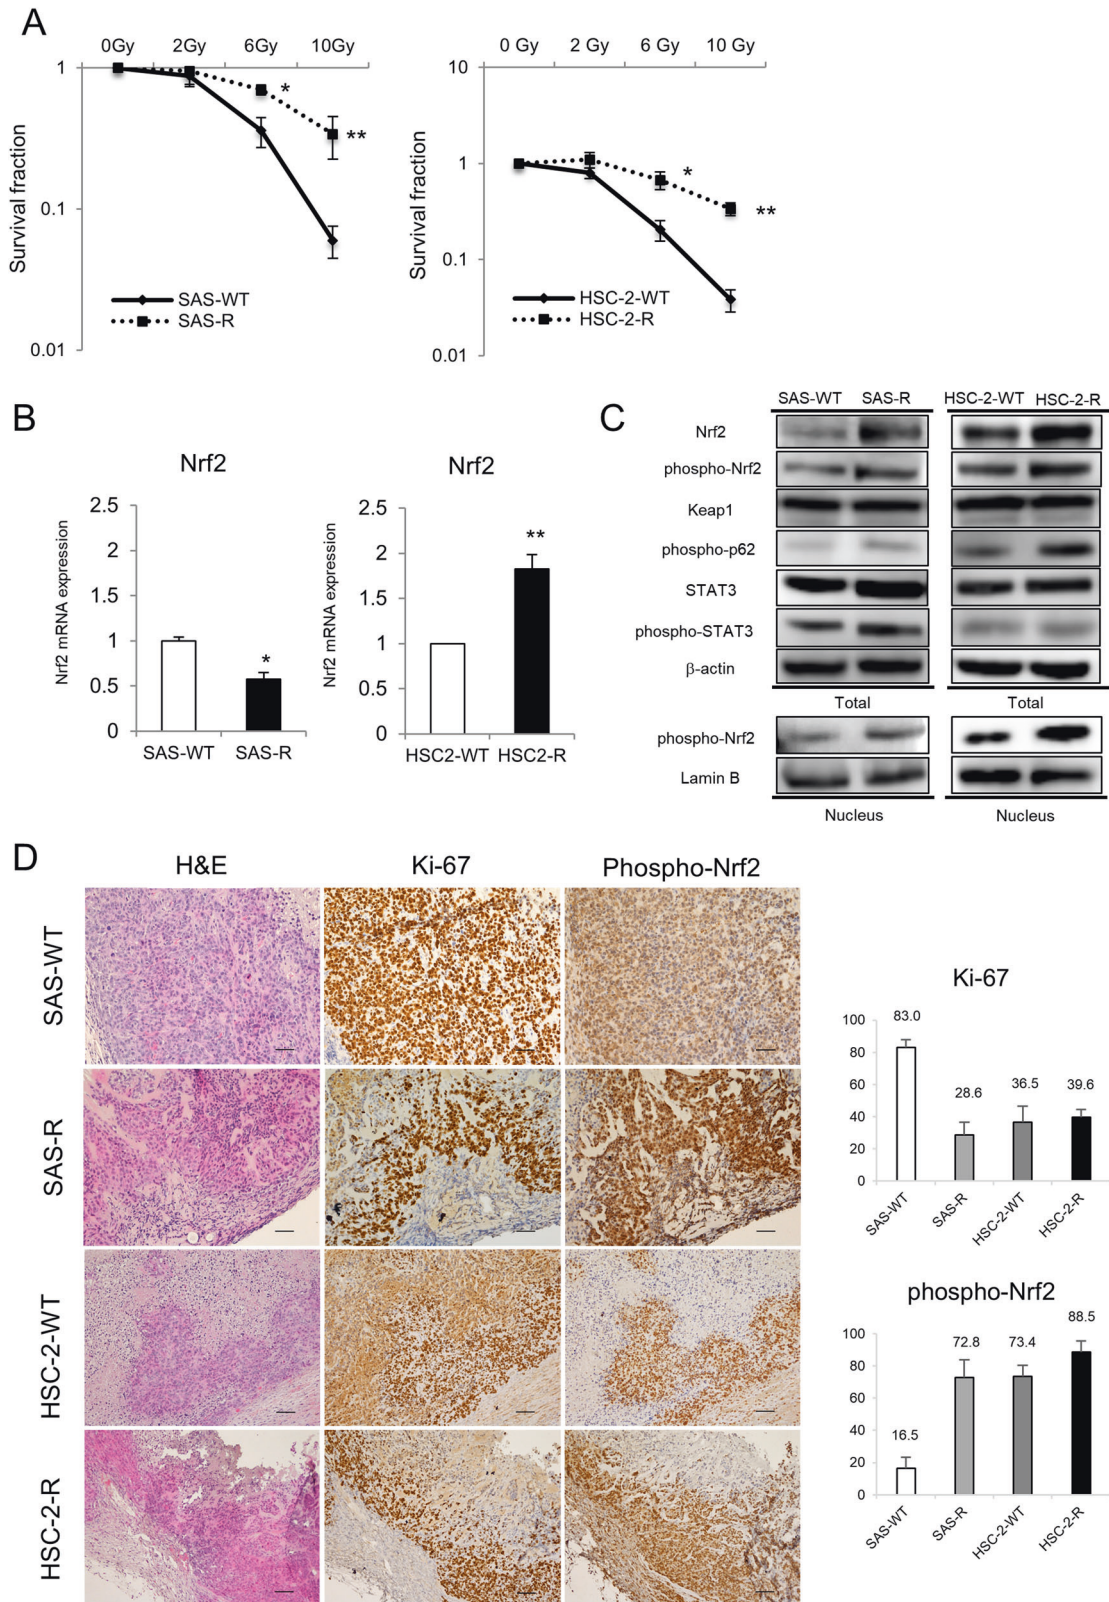 A
0Gy 2Gy 6Gy 10Gy
1
0.1
0.01
Survival fraction
*
**
SAS-WT
SAS-R
0 Gy 2 Gy 6 Gy 10 Gy
10
1
0.1
0.01
Survival fraction
*
**
HSC-2-WT
HSC-2-R
B
Nrf2
2.5
2
1.5
1
0.5
0
Nrf2 mRNA expression
*
SAS-WT SAS-R
Nrf2
2.5
2
1.5
1
0.5
0
Nrf2 mRNA expression
**
HSC2-WT HSC2-R
C
SAS-WT SAS-R HSC-2-WT HSC-2-R
Nrf2
phospho-Nrf2
Keap1
phospho-p62
STAT3
phospho-STAT3
β-actin
Total Total
phospho-Nrf2
Lamin B
Nucleus Nucleus
D
H&E Ki-67 Phospho-Nrf2
SAS-WT
SAS-R
HSC-2-WT
HSC-2-R
Ki-67
100
80
60
40
20
0
83.0
28.6
36.5
39.6
SAS-WT
SAS-R
HSC-2-WT
HSC-2-R
phospho-Nrf2
100
80
60
40
20
0
16.5
72.8
73.4
88.5
SAS-WT
SAS-R
HSC-2-WT
HSC-2-R